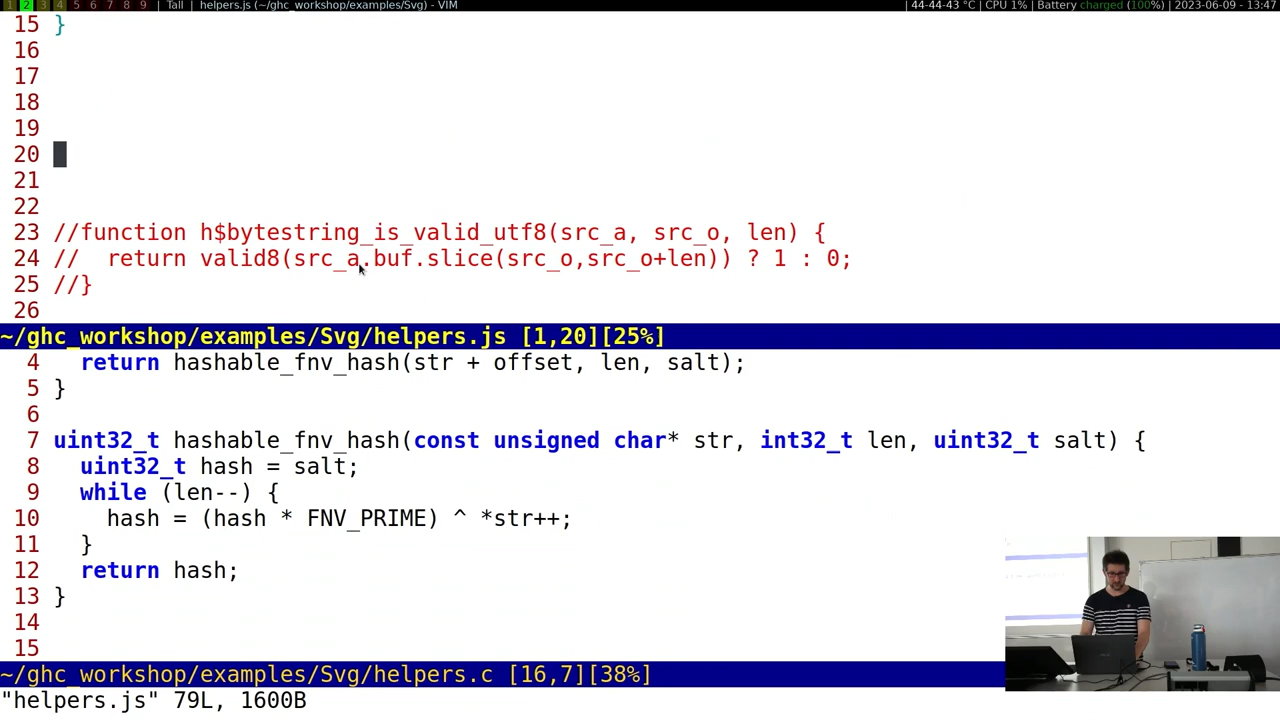 1 2 3 4 5 6 7 8 9 | Tall | helpers.js (~/ghc_workshop/examples/Svg) - VIM | 44-44-43 °C | CPU 1% | Battery charged (100%) | 2023-06-09 - 13:47
15 }
16
17
18
19
20
21
22
23 //function h$bytestring_is_valid_utf8(src_a, src_o, len) {
24 //  return valid8(src_a.buf.slice(src_o,src_o+len)) ? 1 : 0;
25 //}
26
~/ghc_workshop/examples/Svg/helpers.js [1,20][25%]
4   return hashable_fnv_hash(str + offset, len, salt);
5 }
6
7 uint32_t hashable_fnv_hash(const unsigned char* str, int32_t len, uint32_t salt) {
8   uint32_t hash = salt;
9   while (len--) {
10     hash = (hash * FNV_PRIME) ^ *str++;
11   }
12   return hash;
13 }
14
15
~/ghc_workshop/examples/Svg/helpers.c [16,7][38%]
"helpers.js" 79L, 1600B